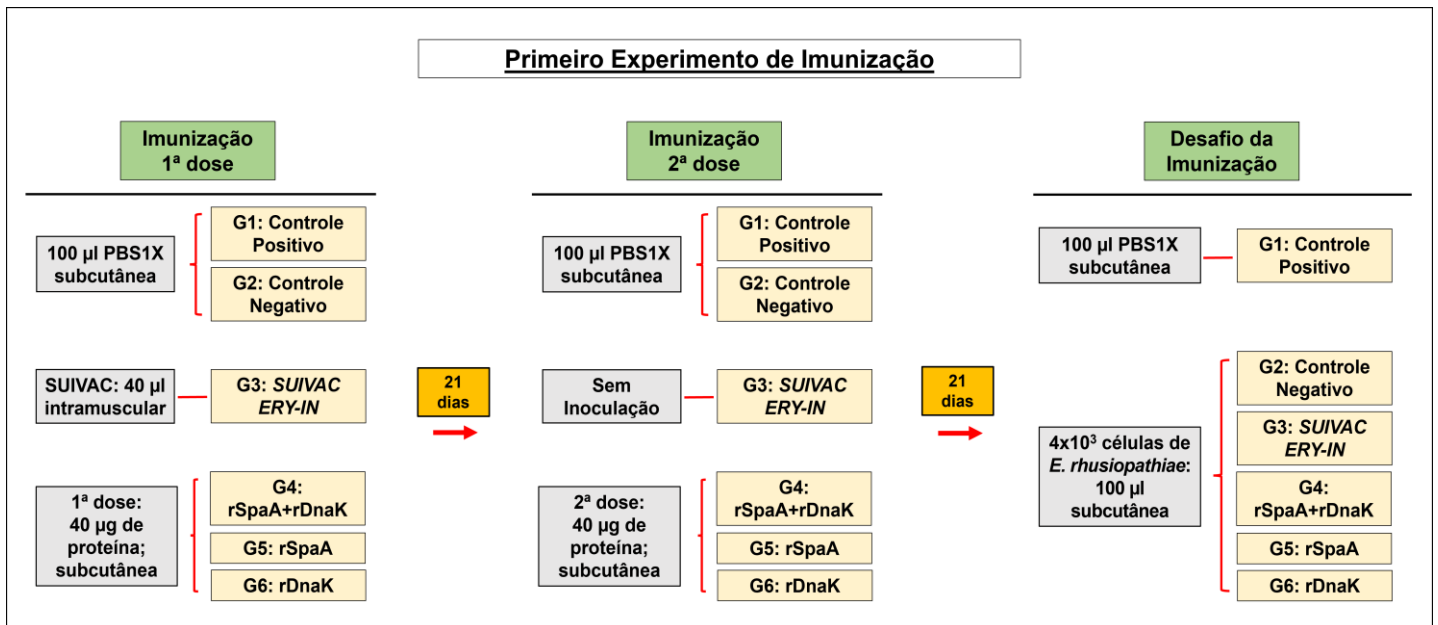 Primeiro Experimento de Imunização
Imunização
1ª dose
100 µl PBS1X
subcutânea
G1: Controle
Positivo
G2: Controle
Negativo
SUIVAC: 40 µl
intramuscular
G3: SUIVAC
ERY-IN
1ª dose:
40 µg de
proteína;
subcutânea
G4:
rSpaA+rDnaK
G5: rSpaA
G6: rDnaK
21
dias
Imunização
2ª dose
100 µl PBS1X
subcutânea
G1: Controle
Positivo
G2: Controle
Negativo
Sem
Inoculação
G3: SUIVAC
ERY-IN
2ª dose:
40 µg de
proteína;
subcutânea
G4:
rSpaA+rDnaK
G5: rSpaA
G6: rDnaK
21
dias
Desafio da
Imunização
100 µl PBS1X
subcutânea
G1: Controle
Positivo
4x10³ células de
E. rhusiopathiae:
100 µl
subcutânea
G2: Controle
Negativo
G3: SUIVAC
ERY-IN
G4:
rSpaA+rDnaK
G5: rSpaA
G6: rDnaK